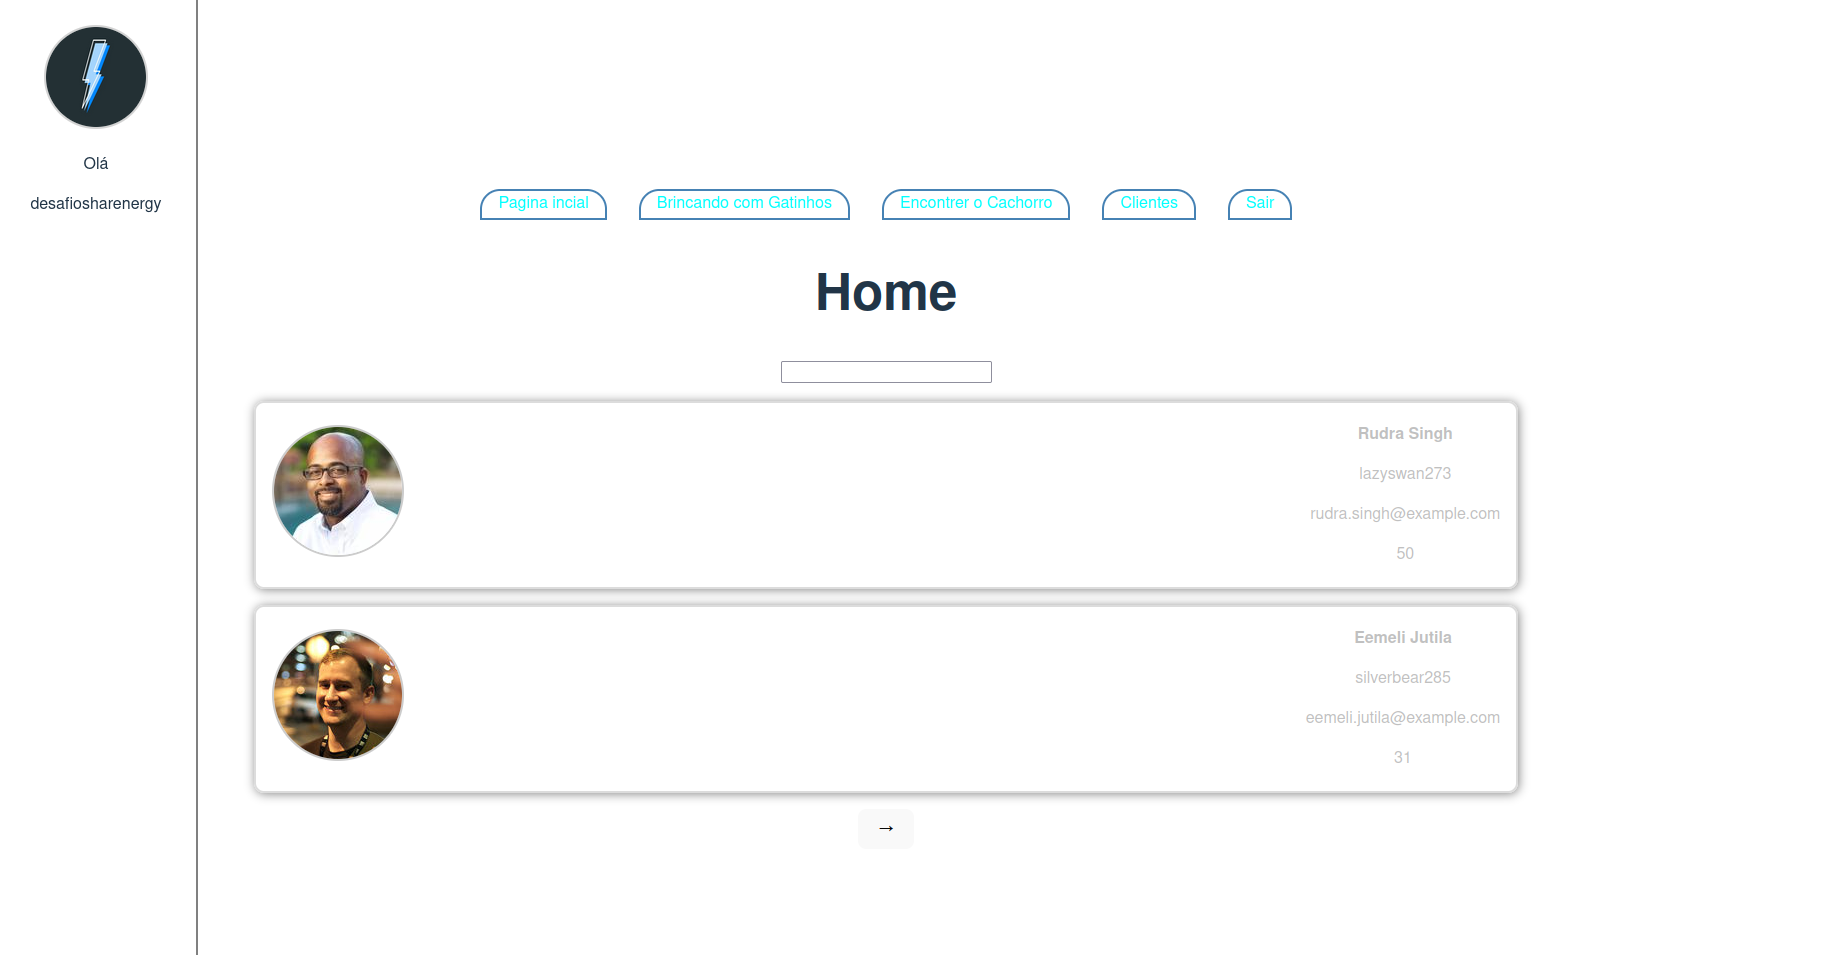 Olá
desafiosharenergy
Pagina incial Brincando com Gatinhos Encontrer o Cachorro Clientes Sair
Home
Rudra Singh
lazyswan273
rudra.singh@example.com
50
Eemeli Jutila
silverbear285
eemeli.jutila@example.com
31
→